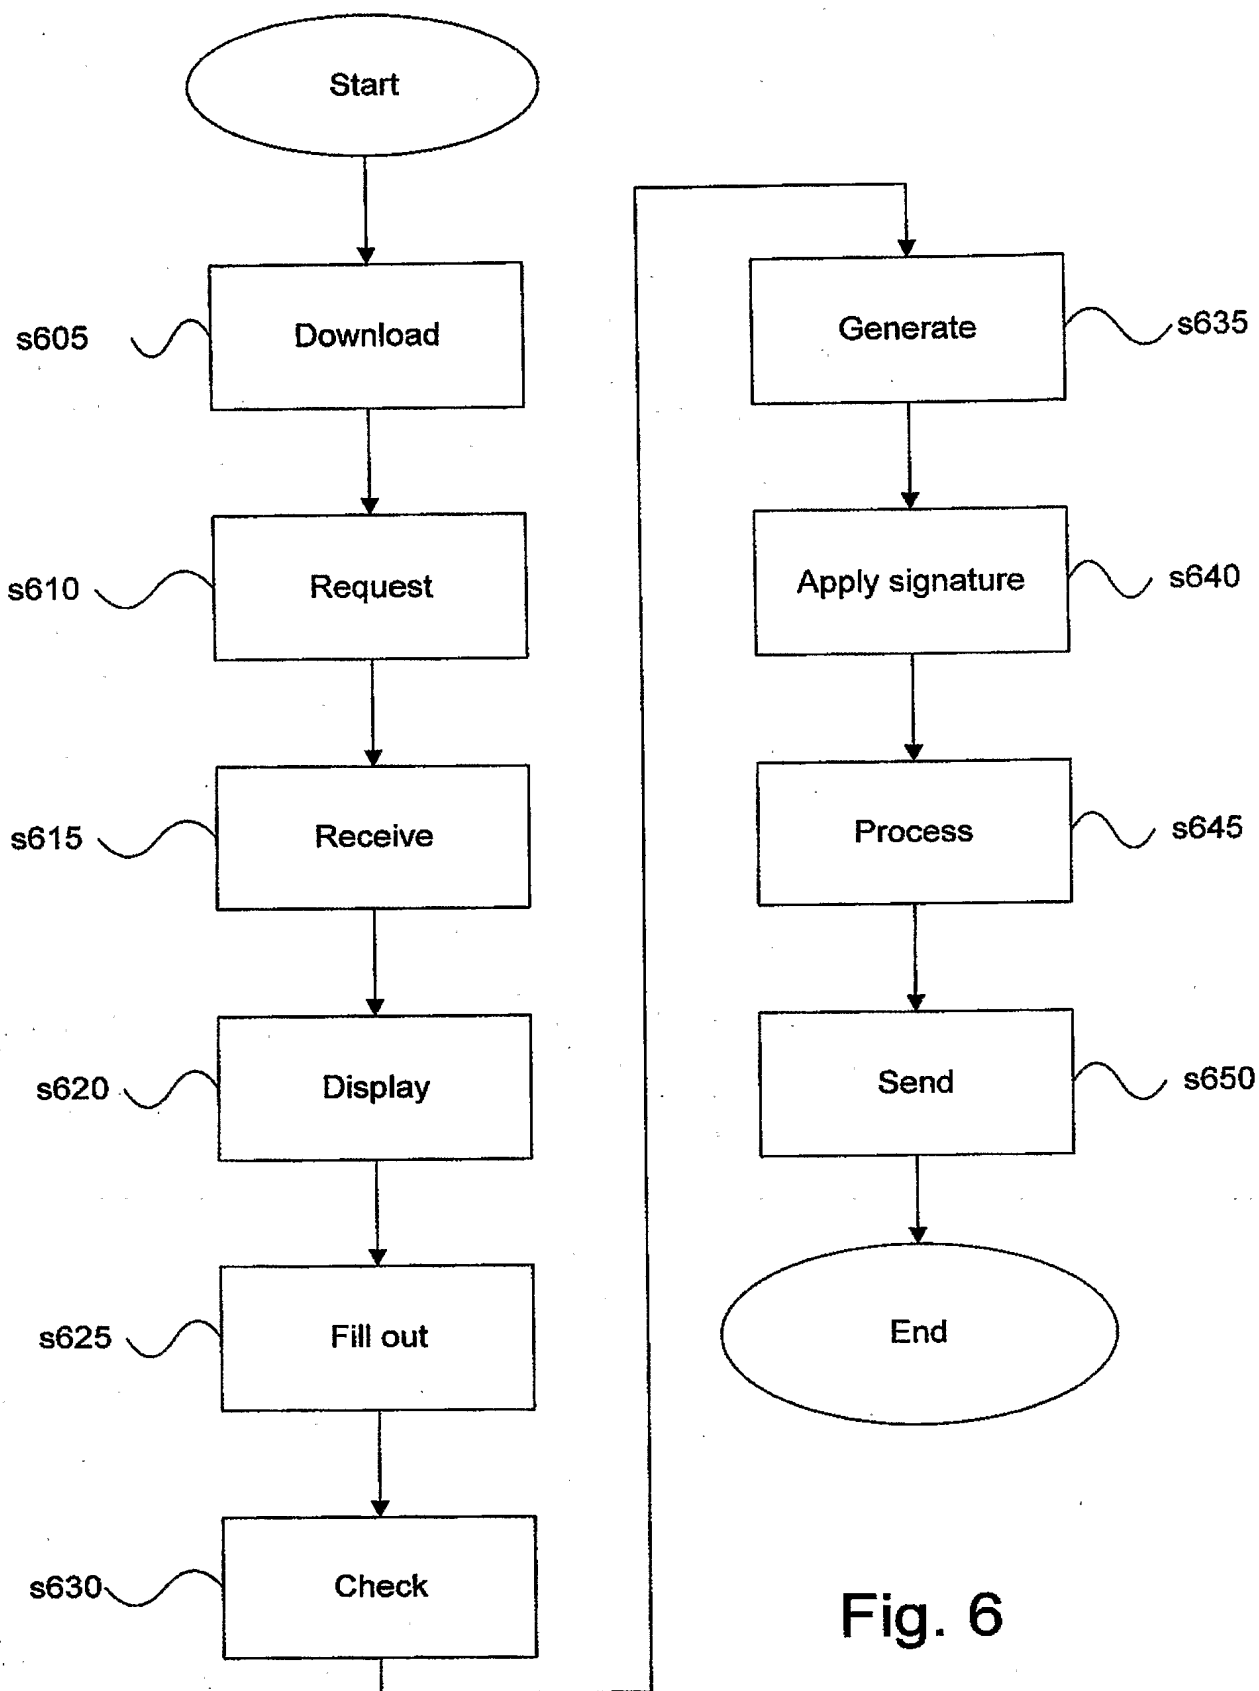 Start
s605 Download
s610 Request
s615 Receive
s620 Display
s625 Fill out
s630 Check
Generate s635
Apply signature s640
Process s645
Send s650
End
Fig. 6